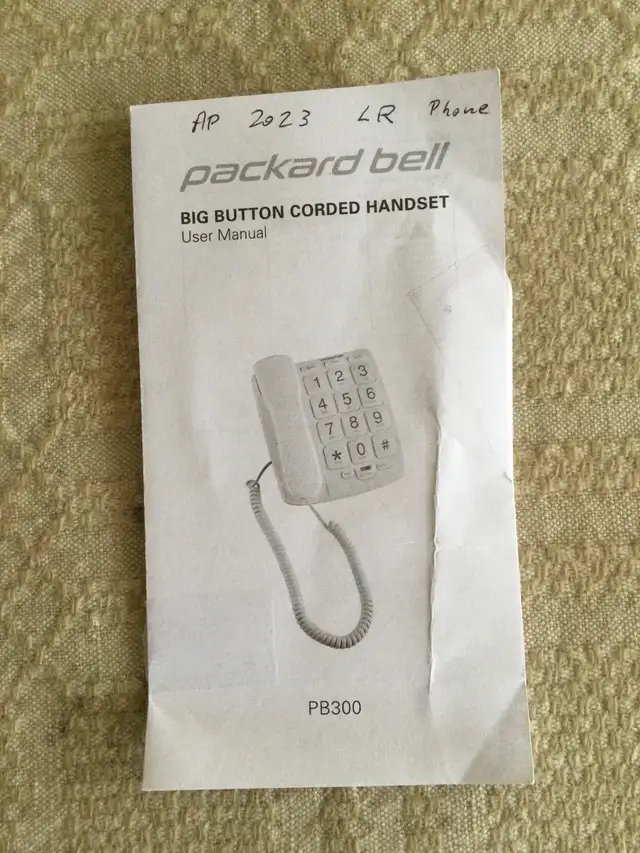 AP 2023 LR Phone
packard bell
BIG BUTTON CORDED HANDSET
User Manual
1 2 3
4 5 6
7 8 9
* 0 #
PB300